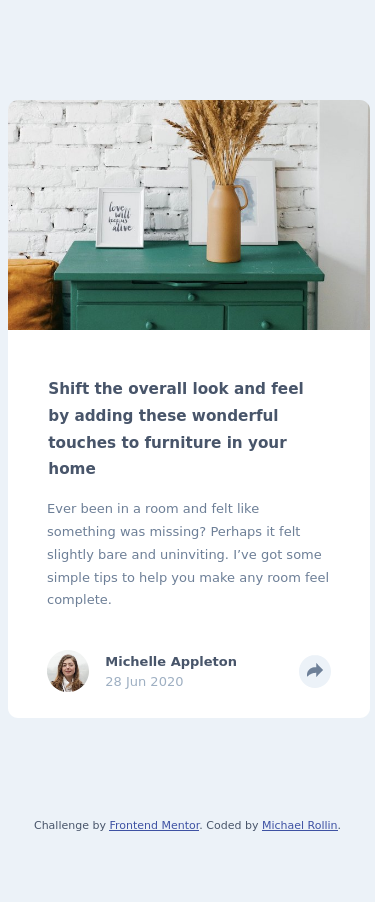 love
will
begins
alive
Shift the overall look and feel
by adding these wonderful
touches to furniture in your
home
Ever been in a room and felt like
something was missing? Perhaps it felt
slightly bare and uninviting. I’ve got some
simple tips to help you make any room feel
complete.
Michelle Appleton
28 Jun 2020
Challenge by Frontend Mentor. Coded by Michael Rollin.